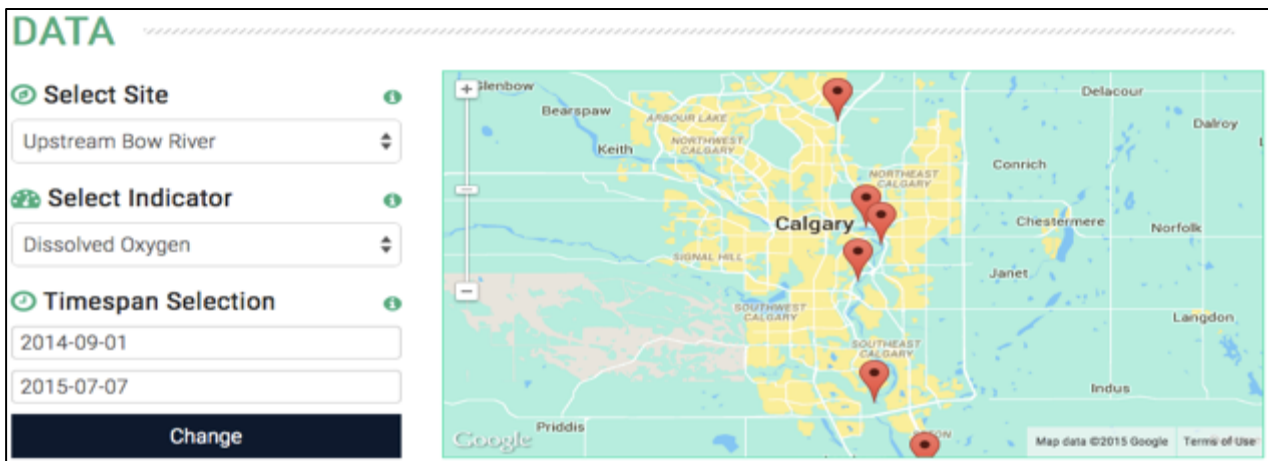 DATA
Select Site
Upstream Bow River
Select Indicator
Dissolved Oxygen
Timespan Selection
2014-09-01
2015-07-07
Change
Glenbow
Bearspaw
ARBOUR LAKE
Delacour
Dalroy
Keith
NORTHWEST
CALGARY
Conrich
NORTHEAST
CALGARY
Calgary
Chestermere
Norfolk
SIGNAL HILL
Janet
SOUTHWEST
CALGARY
Langdon
SOUTHEAST
CALGARY
Indus
Priddis
Google
Map data ©2015 Google
Terms of Use